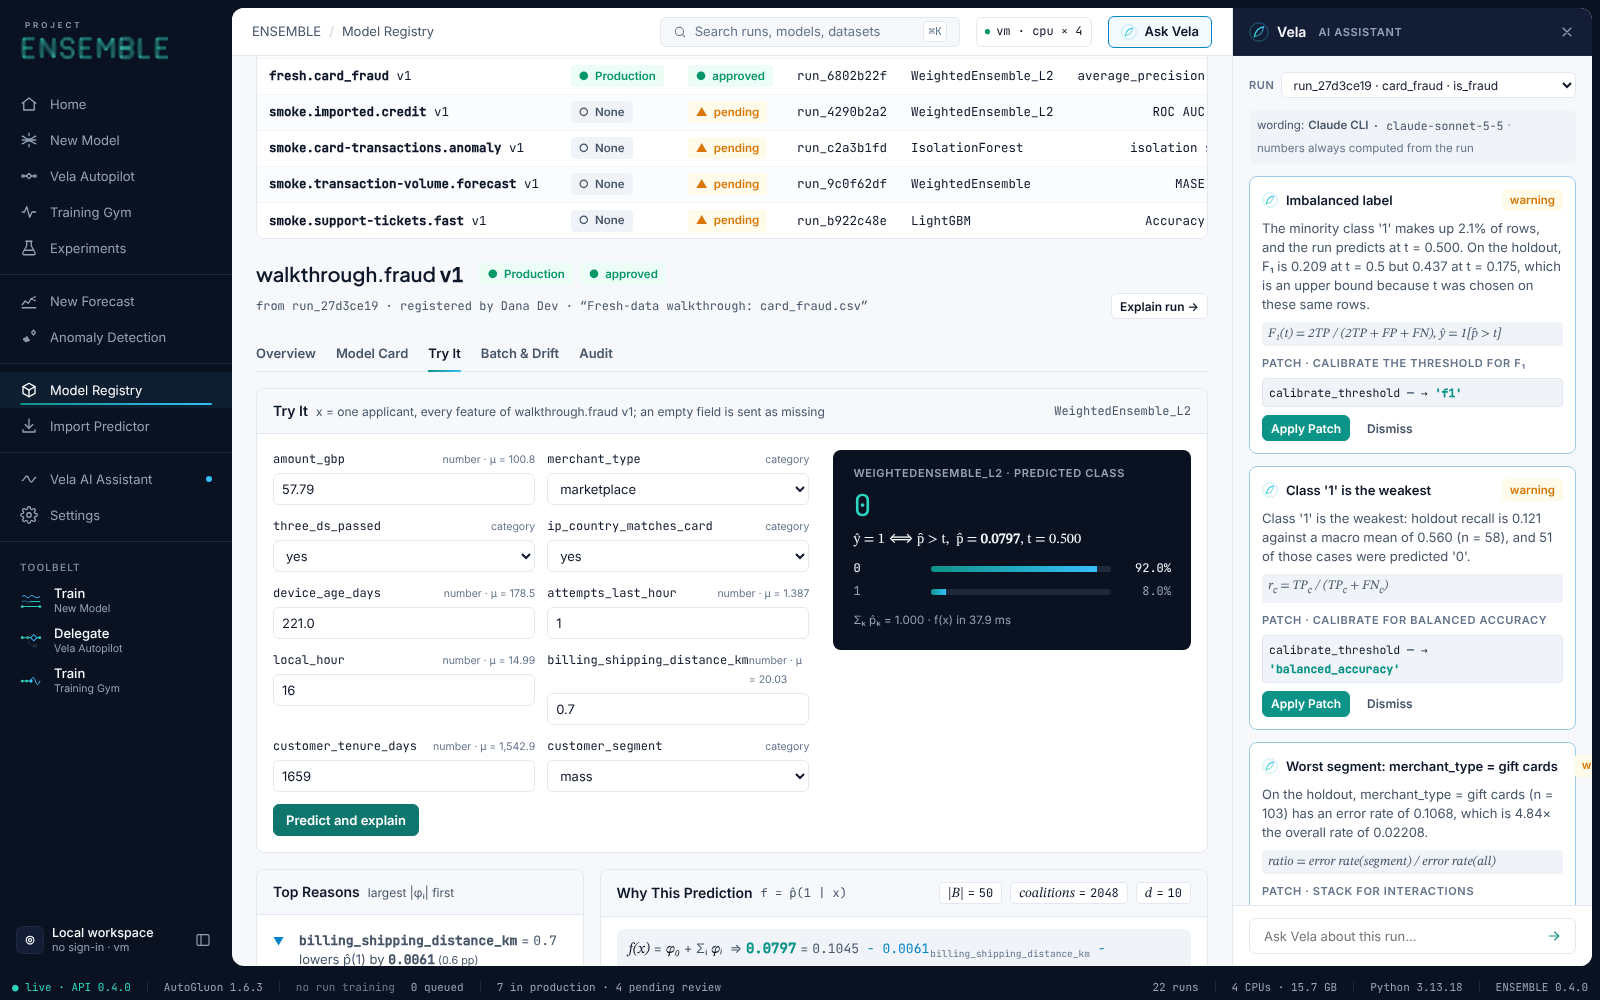 PROJECT
ENSEMBLE
Home
New Model
Vela Autopilot
Training Gym
Experiments
New Forecast
Anomaly Detection
Model Registry
Import Predictor
Vela AI Assistant
Settings
TOOLBELT
Train
New Model
Delegate
Vela Autopilot
Train
Training Gym
Local workspace
no sign-in · vm
ENSEMBLE / Model Registry
Search runs, models, datasets ⌘K
vm · cpu × 4
Ask Vela
fresh.card_fraud v1 Production approved run_6802b22f WeightedEnsemble_L2 average_precision
smoke.imported.credit v1 None pending run_4290b2a2 WeightedEnsemble_L2 ROC AUC
smoke.card-transactions.anomaly v1 None pending run_c2a3b1fd IsolationForest isolation
smoke.transaction-volume.forecast v1 None pending run_9c0f62df WeightedEnsemble MASE
smoke.support-tickets.fast v1 None pending run_b922c48e LightGBM Accuracy
walkthrough.fraud v1 Production approved
from run_27d3ce19 · registered by Dana Dev · “Fresh-data walkthrough: card_fraud.csv”
Explain run →
Overview Model Card Try It Batch & Drift Audit
Try It x = one applicant, every feature of walkthrough.fraud v1; an empty field is sent as missing WeightedEnsemble_L2
amount_gbp number · μ = 100.8
57.79
merchant_type category
marketplace
three_ds_passed category
yes
ip_country_matches_card category
yes
device_age_days number · μ = 178.5
221.0
attempts_last_hour number · μ = 1.387
1
local_hour number · μ = 14.99
16
billing_shipping_distance_km number · μ = 20.03
0.7
customer_tenure_days number · μ = 1,542.9
1659
customer_segment category
mass
Predict and explain
WEIGHTEDENSEMBLE_L2 · PREDICTED CLASS
0
ŷ = 1 ⟺ p̂ > t, p̂ = 0.0797, t = 0.500
0 92.0%
1 8.0%
Σₖ p̂ₖ = 1.000 · f(x) in 37.9 ms
Top Reasons largest |φᵢ| first
▼ billing_shipping_distance_km = 0.7
lowers p̂(1) by 0.0061 (0.6 pp)
Why This Prediction f = p̂(1 | x) |B| = 50 coalitions = 2048 d = 10
f(x) = φ₀ + Σᵢ φᵢ ⇒ 0.0797 = 0.1045 - 0.0061 billing_shipping_distance_km -
Vela AI ASSISTANT
RUN run_27d3ce19 · card_fraud · is_fraud
wording: Claude CLI · claude-sonnet-5-5 ·
numbers always computed from the run
Imbalanced label warning
The minority class '1' makes up 2.1% of rows,
and the run predicts at t = 0.500. On the holdout,
F₁ is 0.209 at t = 0.5 but 0.437 at t = 0.175, which
is an upper bound because t was chosen on
these same rows.
F₁(t) = 2TP / (2TP + FP + FN), ŷ = 1[p̂ > t]
PATCH · CALIBRATE THE THRESHOLD FOR F₁
calibrate_threshold — → 'f1'
Apply Patch Dismiss
Class '1' is the weakest warning
Class '1' is the weakest: holdout recall is 0.121
against a macro mean of 0.560 (n = 58), and 51
of those cases were predicted '0'.
r_c = TP_c / (TP_c + FN_c)
PATCH · CALIBRATE FOR BALANCED ACCURACY
calibrate_threshold — →
'balanced_accuracy'
Apply Patch Dismiss
Worst segment: merchant_type = gift cards
On the holdout, merchant_type = gift cards (n =
103) has an error rate of 0.1068, which is 4.84×
the overall rate of 0.02208.
ratio = error rate(segment) / error rate(all)
PATCH · STACK FOR INTERACTIONS
Ask Vela about this run...
live · API 0.4.0 AutoGluon 1.6.3 no run training 0 queued 7 in production · 4 pending review 22 runs 4 CPUs · 15.7 GB Python 3.13.18 ENSEMBLE 0.4.0